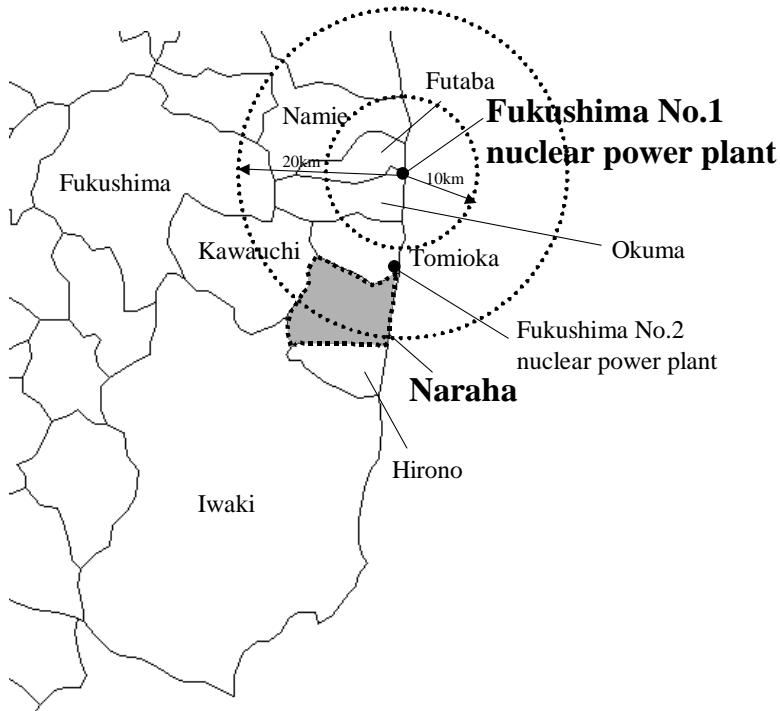 Futaba
Fukushima No.1
nuclear power plant
Namie
20km
10km
Fukushima
Kawauchi
Tomioka
Okuma
Fukushima No.2
nuclear power plant
Naraha
Hirono
Iwaki